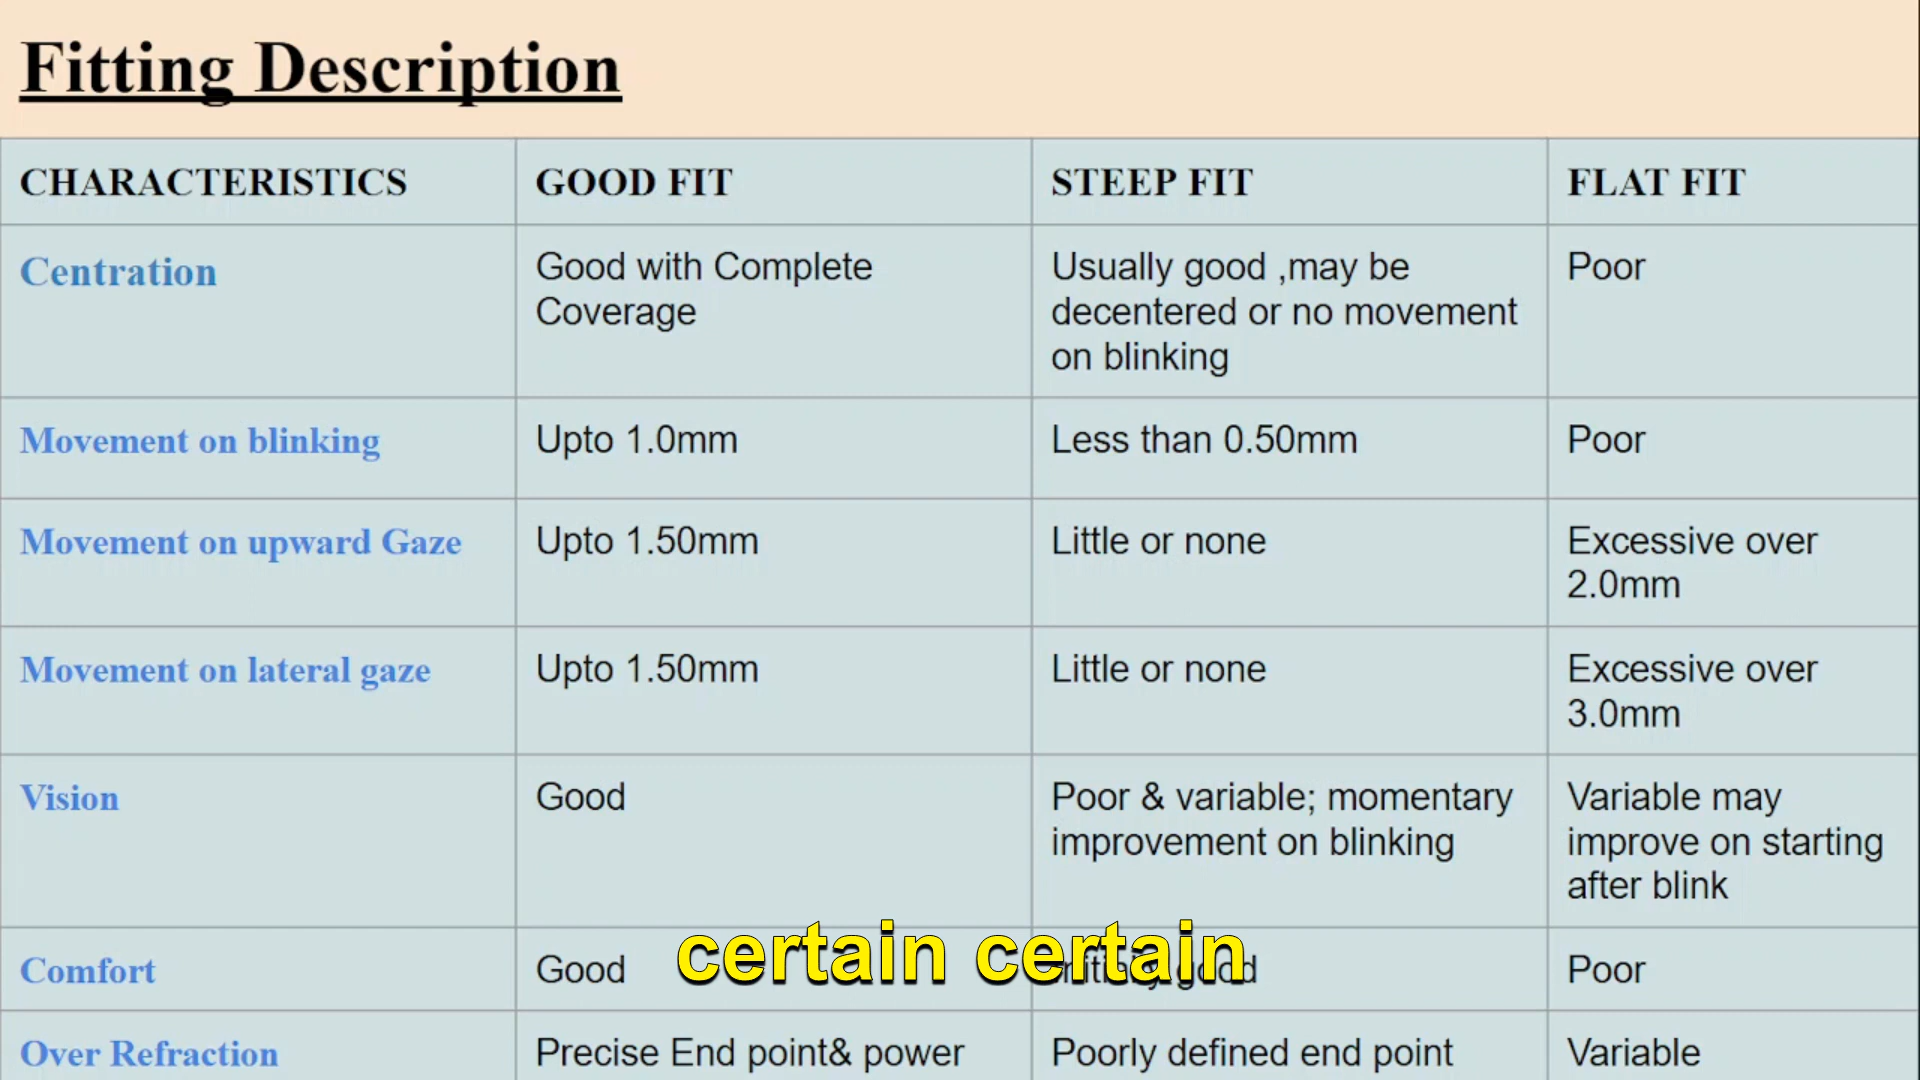 Fitting Description
CHARACTERISTICS GOOD FIT STEEP FIT FLAT FIT
Centration Good with Complete Usually good ,may be Poor
Coverage decentered or no movement
on blinking
Movement on blinking Upto 1.0mm Less than 0.50mm Poor
Movement on upward Gaze Upto 1.50mm Little or none Excessive over
2.0mm
Movement on lateral gaze Upto 1.50mm Little or none Excessive over
3.0mm
Vision Good Poor & variable; momentary Variable may
improvement on blinking improve on starting
after blink
certain certain
Comfort Good good Poor
Over Refraction Precise End point& power Poorly defined end point Variable